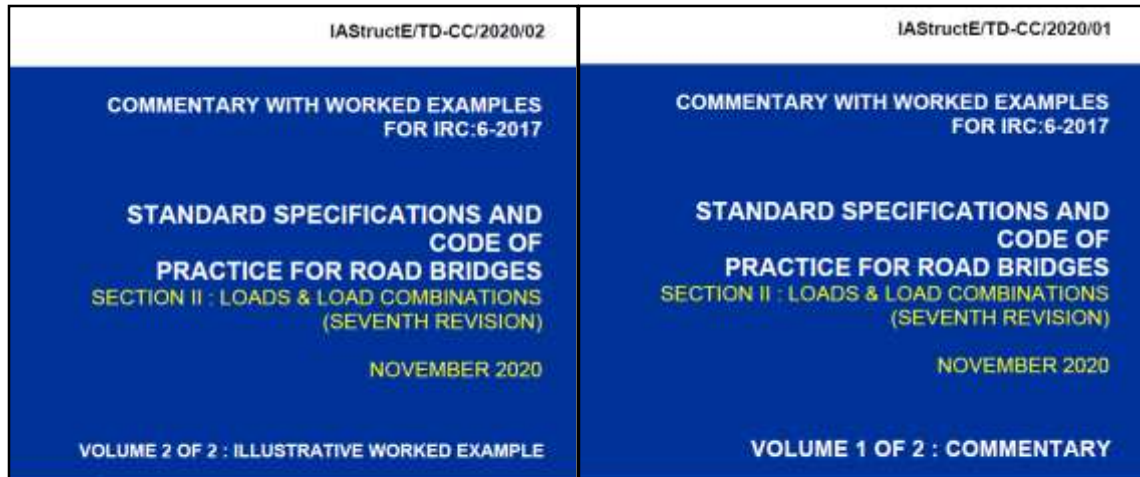 IAStructE/TD-CC/2020/02
COMMENTARY WITH WORKED EXAMPLES
FOR IRC:6-2017
STANDARD SPECIFICATIONS AND
CODE OF
PRACTICE FOR ROAD BRIDGES
SECTION II : LOADS & LOAD COMBINATIONS
(SEVENTH REVISION)
NOVEMBER 2020
VOLUME 2 OF 2 : ILLUSTRATIVE WORKED EXAMPLE
IAStructE/TD-CC/2020/01
COMMENTARY WITH WORKED EXAMPLES
FOR IRC:6-2017
STANDARD SPECIFICATIONS AND
CODE OF
PRACTICE FOR ROAD BRIDGES
SECTION II : LOADS & LOAD COMBINATIONS
(SEVENTH REVISION)
NOVEMBER 2020
VOLUME 1 OF 2 : COMMENTARY